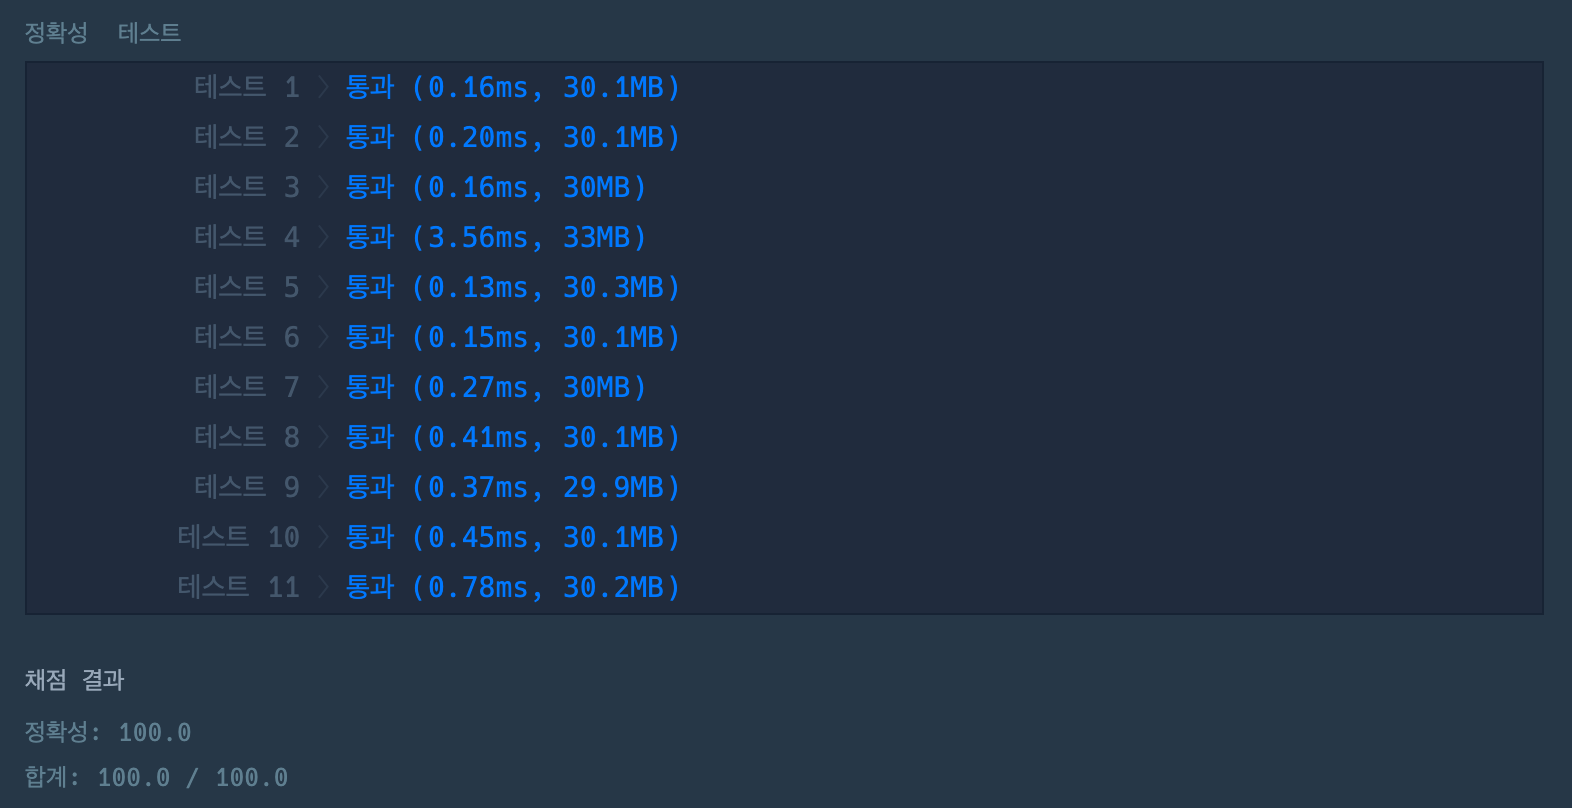 정확성 테스트
테스트 1 〉 통과 (0.16ms, 30.1MB)
테스트 2 〉 통과 (0.20ms, 30.1MB)
테스트 3 〉 통과 (0.16ms, 30MB)
테스트 4 〉 통과 (3.56ms, 33MB)
테스트 5 〉 통과 (0.13ms, 30.3MB)
테스트 6 〉 통과 (0.15ms, 30.1MB)
테스트 7 〉 통과 (0.27ms, 30MB)
테스트 8 〉 통과 (0.41ms, 30.1MB)
테스트 9 〉 통과 (0.37ms, 29.9MB)
테스트 10 〉 통과 (0.45ms, 30.1MB)
테스트 11 〉 통과 (0.78ms, 30.2MB)
채점 결과
정확성: 100.0
합계: 100.0 / 100.0